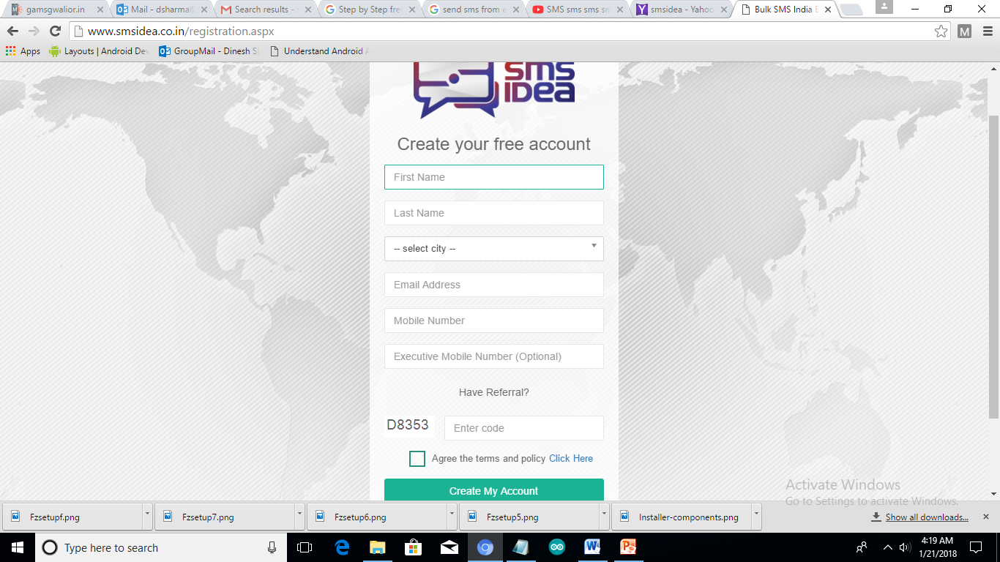 gamsgwalior.in
Mail - dsharma@
Search results -
Step by Step fre
send sms from e
SMS sms sms sm
smsidea - Yahoo
Bulk SMS India
www.smsidea.co.in/registration.aspx
M
Apps
Layouts | Android De
GroupMail - Dinesh S
Understand Android
sms
IDea
Create your free account
First Name
Last Name
-- select city --
Email Address
Mobile Number
Executive Mobile Number (Optional)
Have Referral?
D8353
Enter code
Agree the terms and policy Click Here
Create My Account
Activate Windows
Go to Settings to activate Windows.
Fzsetupf.png
Fzsetup7.png
Fzsetup6.png
Fzsetup5.png
Installer-components.png
Show all downloads...
Type here to search
4:19 AM
1/21/2018